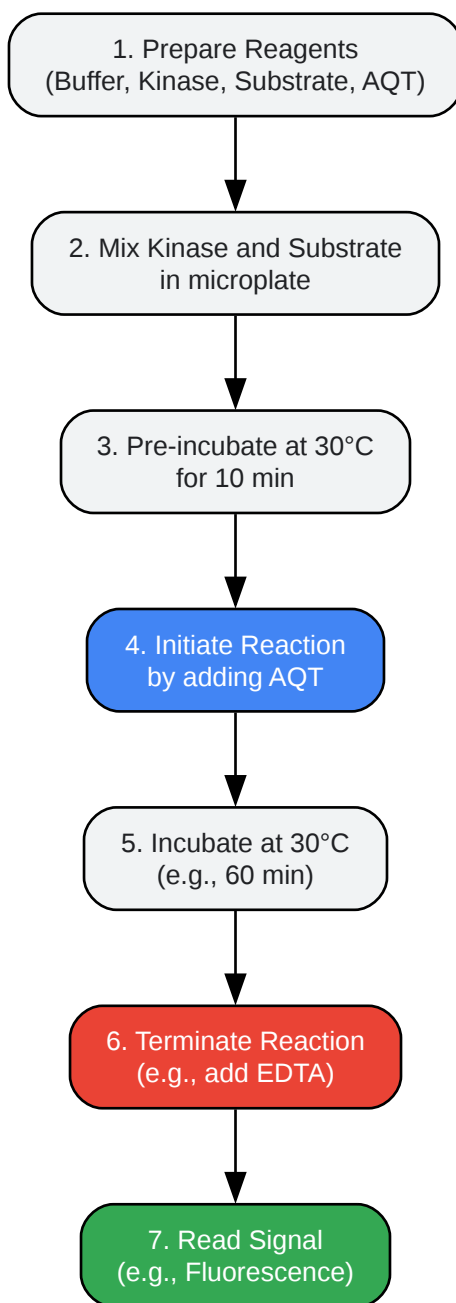 1. Prepare Reagents
(Buffer, Kinase, Substrate, AQT)
2. Mix Kinase and Substrate
in microplate
3. Pre-incubate at 30°C
for 10 min
4. Initiate Reaction
by adding AQT
5. Incubate at 30°C
(e.g., 60 min)
6. Terminate Reaction
(e.g., add EDTA)
7. Read Signal
(e.g., Fluorescence)